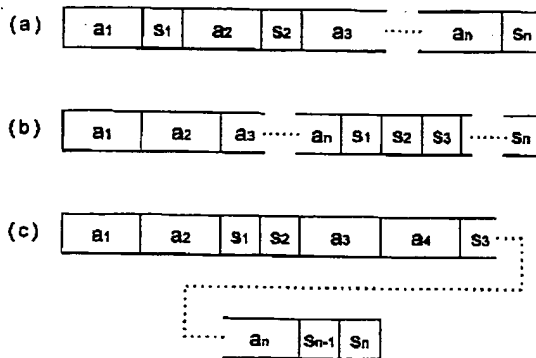 (a) a1 s1 a2 s2 a3 ...... an sn
(b) a1 a2 a3 ...... an s1 s2 s3 ...... sn
(c) a1 a2 s1 s2 a3 a4 s3
an sn-1 sn